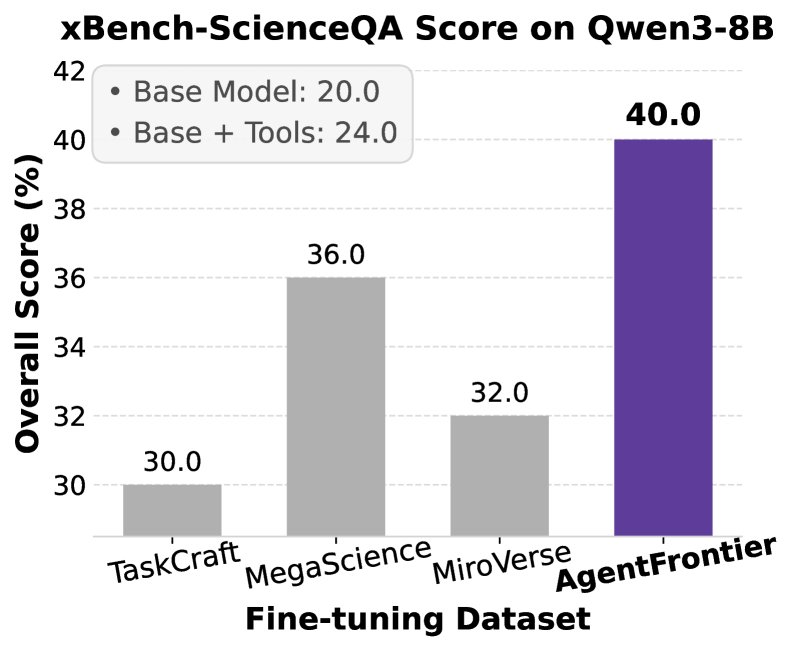 xBench-ScienceQA Score on Qwen3-8B
• Base Model: 20.0
• Base + Tools: 24.0
Overall Score (%)
42
40
38
36
34
32
30
30.0
36.0
32.0
40.0
TaskCraft
MegaScience
MiroVerse
AgentFrontier
Fine-tuning Dataset